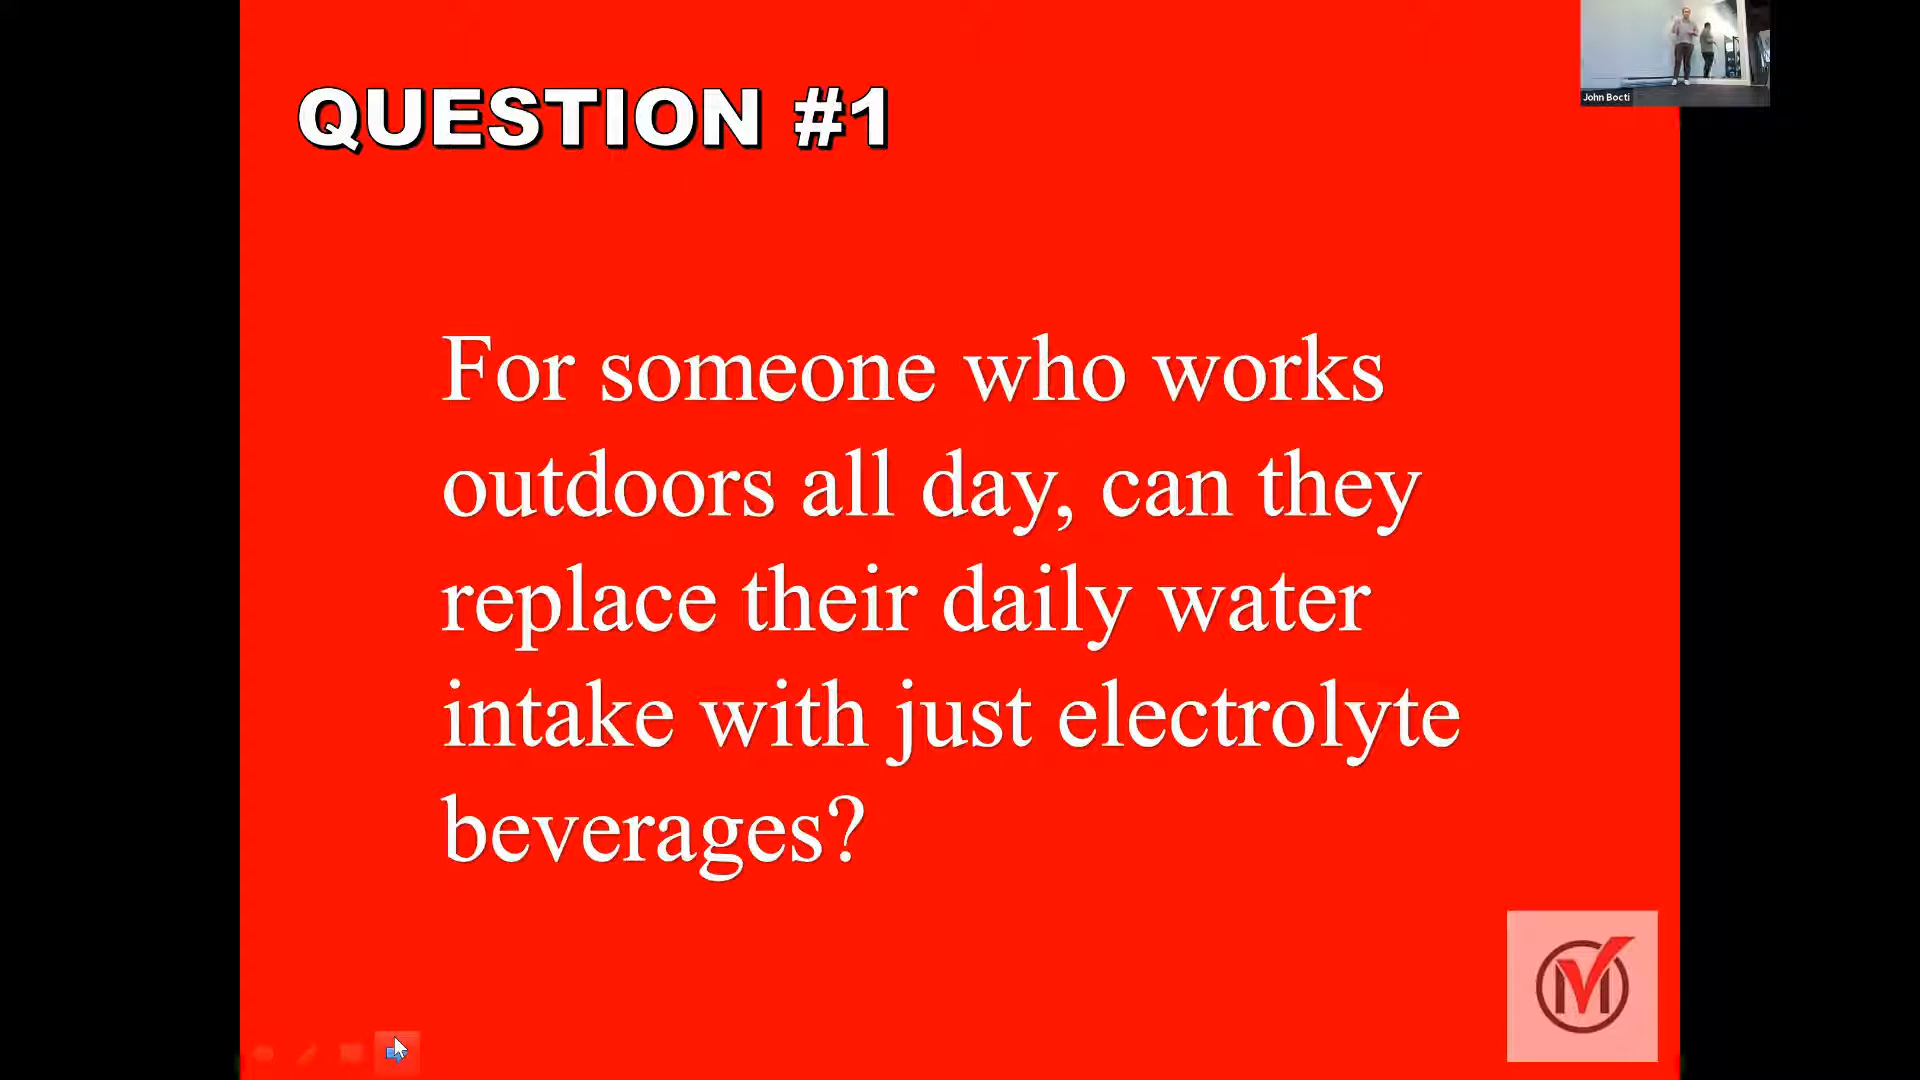 QUESTION #1
John Bocti
For someone who works
outdoors all day, can they
replace their daily water
intake with just electrolyte
beverages?
M